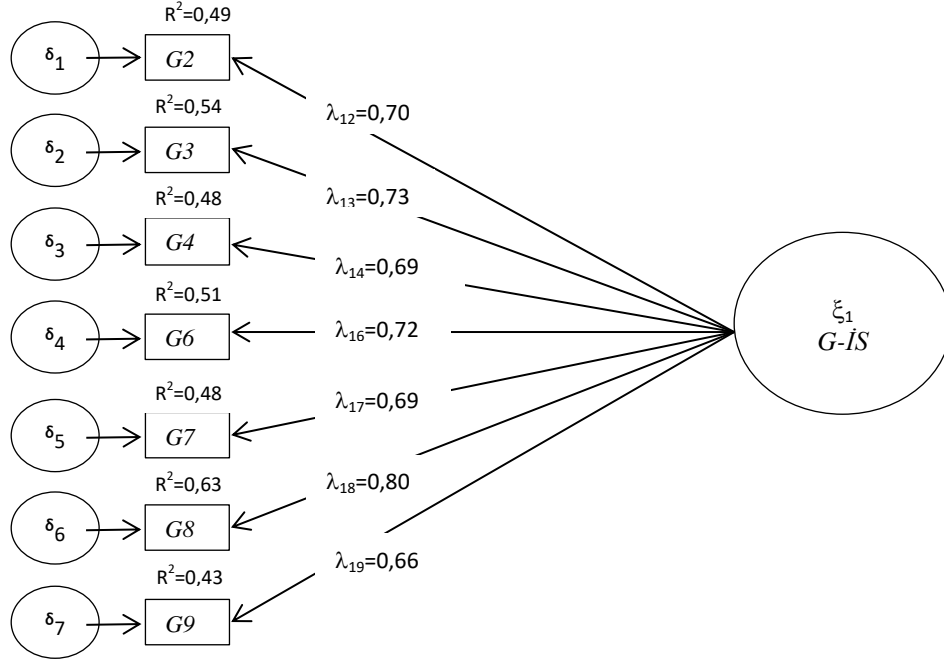 R²=0,49
δ₁
G2
λ₁₂=0,70
R²=0,54
δ₂
G3
λ₁₃=0,73
R²=0,48
δ₃
G4
λ₁₄=0,69
R²=0,51
δ₄
G6
λ₁₆=0,72
ξ₁
G-İS
R²=0,48
δ₅
G7
λ₁₇=0,69
R²=0,63
δ₆
G8
λ₁₈=0,80
R²=0,43
δ₇
G9
λ₁₉=0,66